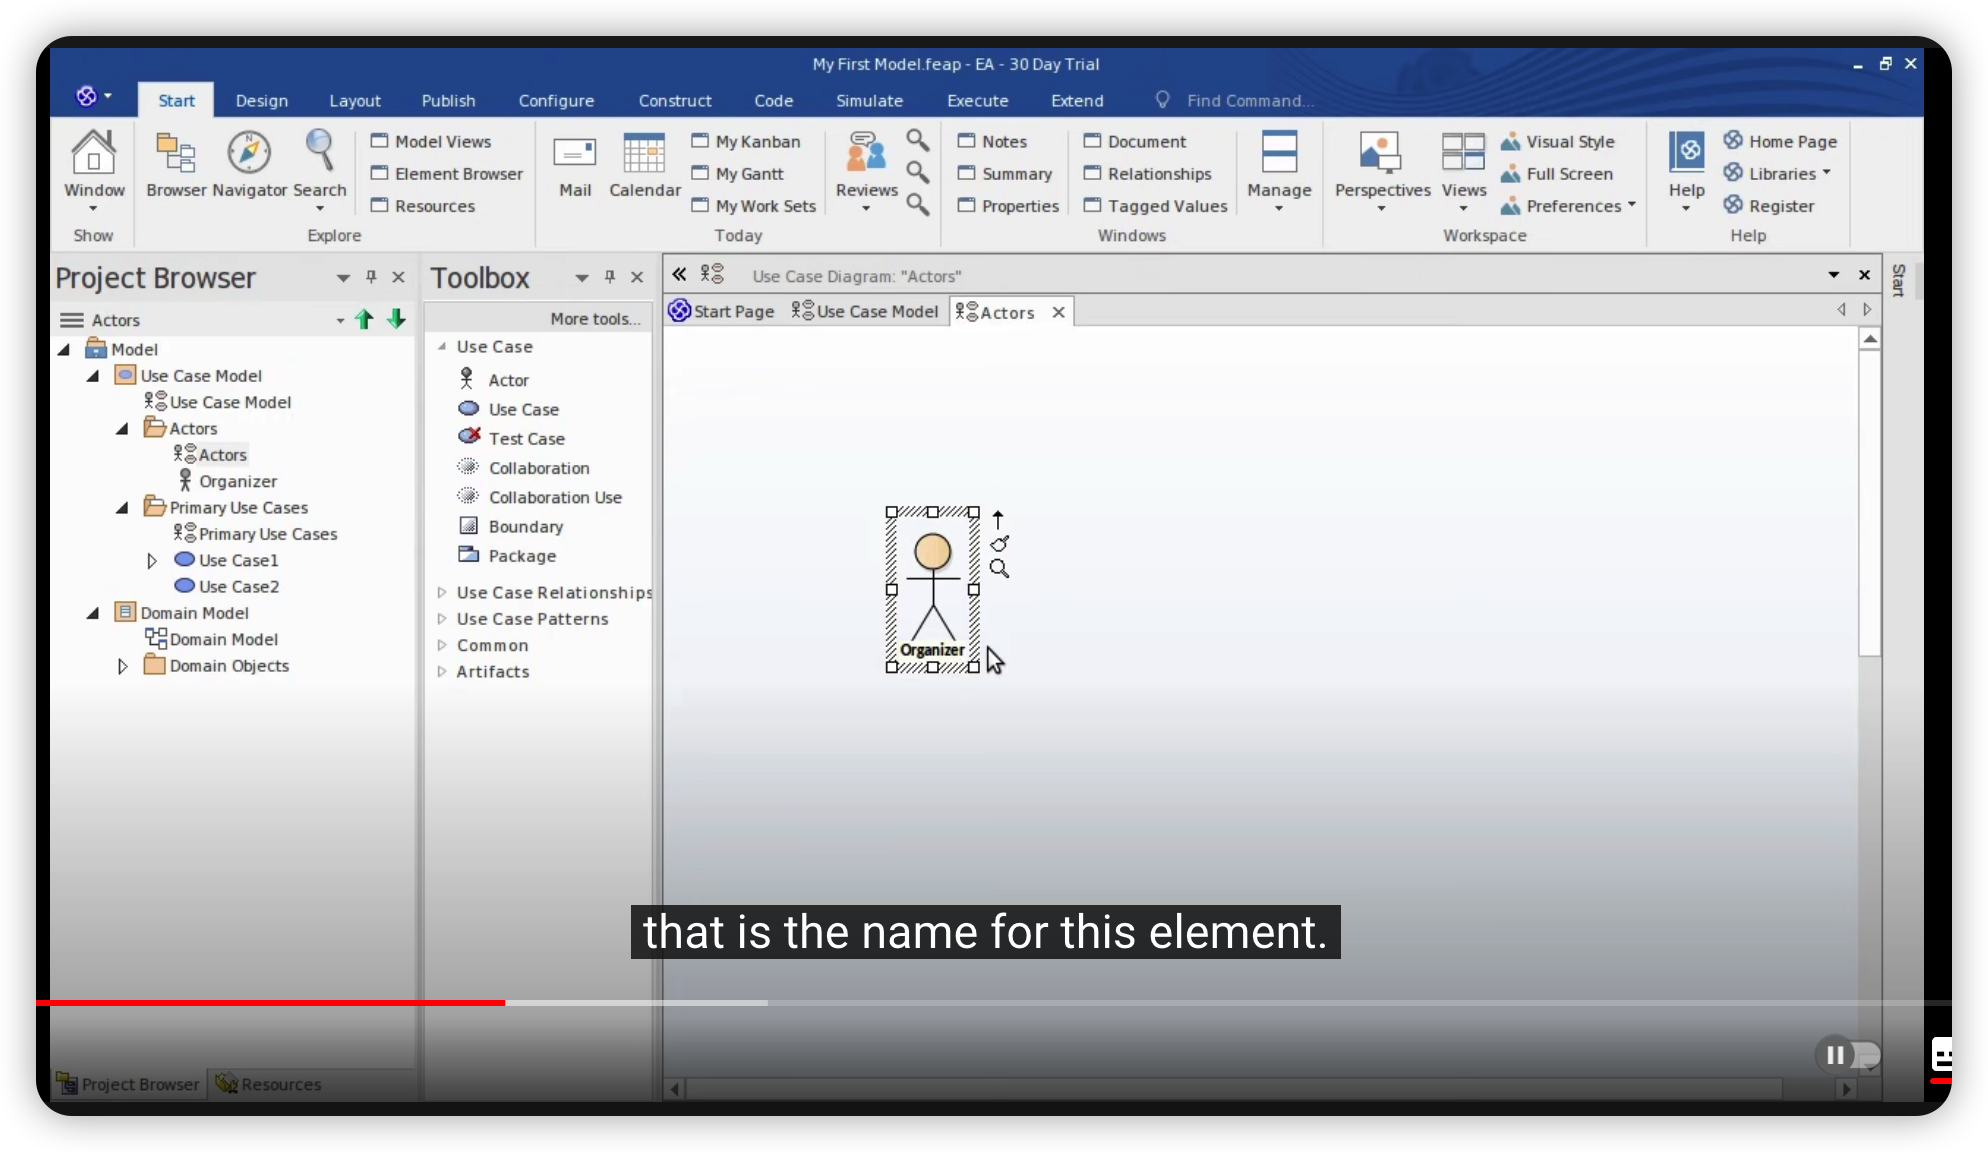 My First Model.feap - EA - 30 Day Trial
Start Design Layout Publish Configure Construct Code Simulate Execute Extend Find Command...
Window
Show
Browser Navigator Search
Model Views
Element Browser
Resources
Explore
Mail Calendar
My Kanban
My Gantt
My Work Sets
Today
Reviews
Notes
Summary
Properties
Document
Relationships
Tagged Values
Windows
Manage
Perspectives Views
Visual Style
Full Screen
Preferences
Workspace
Help
Home Page
Libraries
Register
Help
Project Browser
Actors
Model
Use Case Model
Use Case Model
Actors
Actors
Organizer
Primary Use Cases
Primary Use Cases
Use Case1
Use Case2
Domain Model
Domain Model
Domain Objects
Project Browser Resources
Toolbox
More tools...
Use Case
Actor
Use Case
Test Case
Collaboration
Collaboration Use
Boundary
Package
Use Case Relationships
Use Case Patterns
Common
Artifacts
Use Case Diagram: "Actors"
Start Page Use Case Model Actors
Organizer
Start
that is the name for this element.